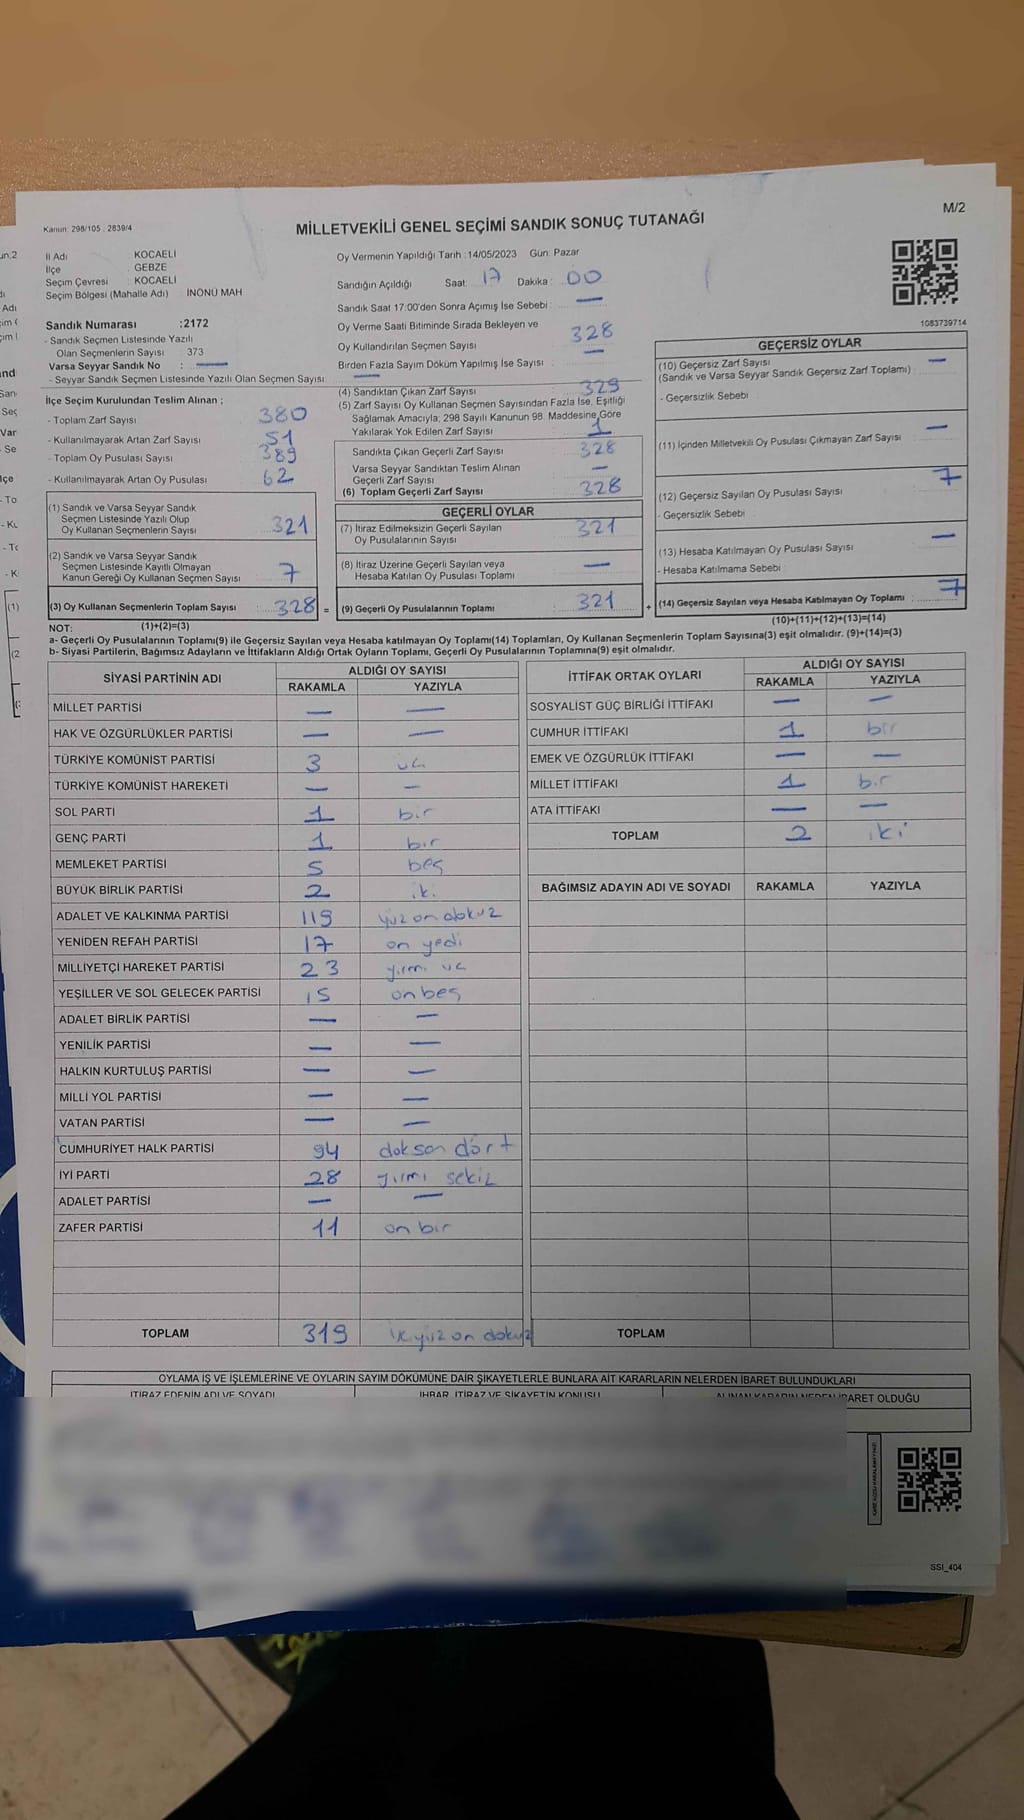 Kanun: 298/105 . 2839/4
M/2
MİLLETVEKİLİ GENEL SEÇİMİ SANDIK SONUÇ TUTANAĞI
İl Adı KOCAELİ
İlçe GEBZE
Seçim Çevresi KOCAELİ
Seçim Bölgesi (Mahalle Adı) İNÖNÜ MAH
Sandık Numarası :2172
- Sandık Seçmen Listesinde Yazılı
Olan Seçmenlerin Sayısı : 373
Varsa Seyyar Sandık No : —
- Seyyar Sandık Seçmen Listesinde Yazılı Olan Seçmen Sayısı : —
İlçe Seçim Kurulundan Teslim Alınan ;
- Toplam Zarf Sayısı 380
- Kullanılmayarak Artan Zarf Sayısı 51
- Toplam Oy Pusulası Sayısı 389
- Kullanılmayarak Artan Oy Pusulası 62
(1) Sandık ve Varsa Seyyar Sandık
Seçmen Listesinde Yazılı Olup
Oy Kullanan Seçmenlerin Sayısı 321
(2) Sandık ve Varsa Seyyar Sandık
Seçmen Listesinde Kayıtlı Olmayan
Kanun Gereği Oy Kullanan Seçmen Sayısı 7
(3) Oy Kullanan Seçmenlerin Toplam Sayısı 328 =
Oy Vermenin Yapıldığı Tarih :14/05/2023 Gün: Pazar
Sandığın Açıldığı Saat: 17 Dakika: 00
Sandık Saat 17:00'den Sonra Açımış İse Sebebi : —
Oy Verme Saati Bitiminde Sırada Bekleyen ve
Oy Kullandırılan Seçmen Sayısı 328
Birden Fazla Sayım Döküm Yapılmış İse Sayısı : —
(4) Sandıktan Çıkan Zarf Sayısı 329
(5) Zarf Sayısı Oy Kullanan Seçmen Sayısından Fazla İse, Eşitliği
Sağlamak Amacıyla, 298 Sayılı Kanunun 98. Maddesine Göre
Yakılarak Yok Edilen Zarf Sayısı 1
Sandıkta Çıkan Geçerli Zarf Sayısı 328
Varsa Seyyar Sandıktan Teslim Alınan
Geçerli Zarf Sayısı —
(6) Toplam Geçerli Zarf Sayısı 328
GEÇERLİ OYLAR
(7) İtiraz Edilmeksizin Geçerli Sayılan
Oy Pusulalarının Sayısı 321
(8) İtiraz Üzerine Geçerli Sayılan veya
Hesaba Katılan Oy Pusulası Toplamı —
(9) Geçerli Oy Pusulalarının Toplamı 321 +
1083739714
GEÇERSİZ OYLAR
(10) Geçersiz Zarf Sayısı —
(Sandık ve Varsa Seyyar Sandık Geçersiz Zarf Toplamı)
- Geçersizlik Sebebi
(11) İçinden Milletvekili Oy Pusulası Çıkmayan Zarf Sayısı —
(12) Geçersiz Sayılan Oy Pusulası Sayısı 7
- Geçersizlik Sebebi
(13) Hesaba Katılmayan Oy Pusulası Sayısı —
- Hesaba Katılmama Sebebi :
(14) Geçersiz Sayılan veya Hesaba Katılmayan Oy Toplamı : 7
NOT: (1)+(2)=(3)
(10)+(11)+(12)+(13)=(14)
a- Geçerli Oy Pusulalarının Toplamı(9) ile Geçersiz Sayılan veya Hesaba katılmayan Oy Toplamı(14) Toplamları, Oy Kullanan Seçmenlerin Toplam Sayısına(3) eşit olmalıdır. (9)+(14)=(3)
b- Siyasi Partilerin, Bağımsız Adayların ve İttifakların Aldığı Ortak Oyların Toplamı, Geçerli Oy Pusulalarının Toplamına(9) eşit olmalıdır.
SİYASİ PARTİNİN ADI ALDIĞI OY SAYISI
RAKAMLA YAZIYLA
MİLLET PARTİSİ — —
HAK VE ÖZGÜRLÜKLER PARTİSİ — —
TÜRKİYE KOMÜNİST PARTİSİ 3 üç
TÜRKİYE KOMÜNİST HAREKETİ — —
SOL PARTİ 1 bir
GENÇ PARTİ 1 bir
MEMLEKET PARTİSİ 5 beş
BÜYÜK BİRLİK PARTİSİ 2 iki
ADALET VE KALKINMA PARTİSİ 119 yüz on dokuz
YENİDEN REFAH PARTİSİ 17 on yedi
MİLLİYETÇİ HAREKET PARTİSİ 23 yirmi üç
YEŞİLLER VE SOL GELECEK PARTİSİ 15 on beş
ADALET BİRLİK PARTİSİ — —
YENİLİK PARTİSİ — —
HALKIN KURTULUŞ PARTİSİ — —
MİLLİ YOL PARTİSİ — —
VATAN PARTİSİ — —
CUMHURİYET HALK PARTİSİ 94 doksan dört
İYİ PARTİ 28 yirmi sekiz
ADALET PARTİSİ — —
ZAFER PARTİSİ 11 on bir
TOPLAM 319 üçyüz on dokuz
İTTİFAK ORTAK OYLARI ALDIĞI OY SAYISI
RAKAMLA YAZIYLA
SOSYALİST GÜÇ BİRLİĞİ İTTİFAKI — —
CUMHUR İTTİFAKI 1 bir
EMEK VE ÖZGÜRLÜK İTTİFAKI — —
MİLLET İTTİFAKI 1 bir
ATA İTTİFAKI — —
TOPLAM 2 iki
BAĞIMSIZ ADAYIN ADI VE SOYADI RAKAMLA YAZIYLA
TOPLAM
OYLAMA İŞ VE İŞLEMLERİNE VE OYLARIN SAYIM DÖKÜMÜNE DAİR ŞİKAYETLERLE BUNLARA AİT KARARLARIN NELERDEN İBARET BULUNDUKLARI
İTİRAZ EDENİN ADI VE SOYADI İHBAR, İTİRAZ VE ŞİKAYETİN KONUSU ALINAN KARARIN NEDEN İBARET OLDUĞU
SSI_404